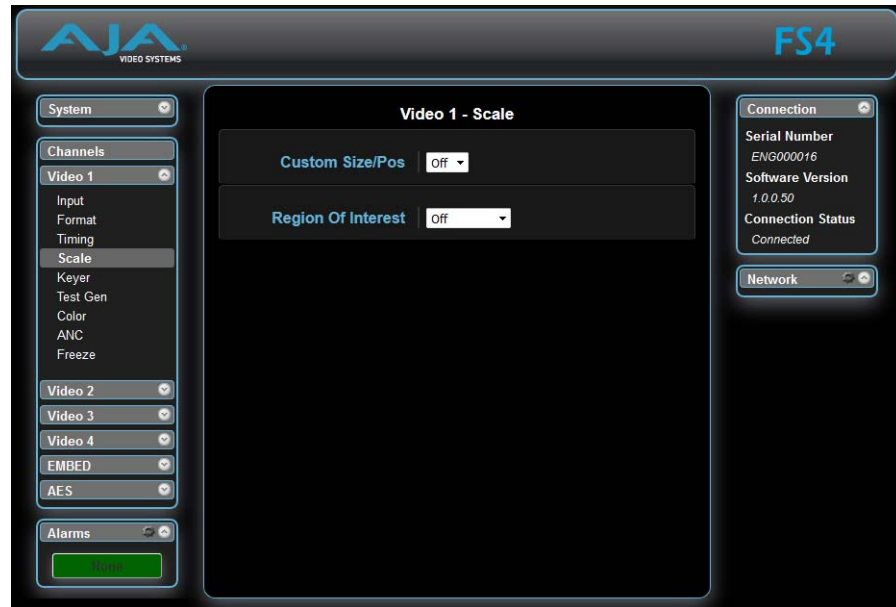 AJA
VIDEO SYSTEMS
FS4
System
Channels
Video 1
Input
Format
Timing
Scale
Keyer
Test Gen
Color
ANC
Freeze
Video 2
Video 3
Video 4
EMBED
AES
Alarms
None
Video 1 - Scale
Custom Size/Pos Off
Region Of Interest Off
Connection
Serial Number
ENG000016
Software Version
1.0.0.50
Connection Status
Connected
Network